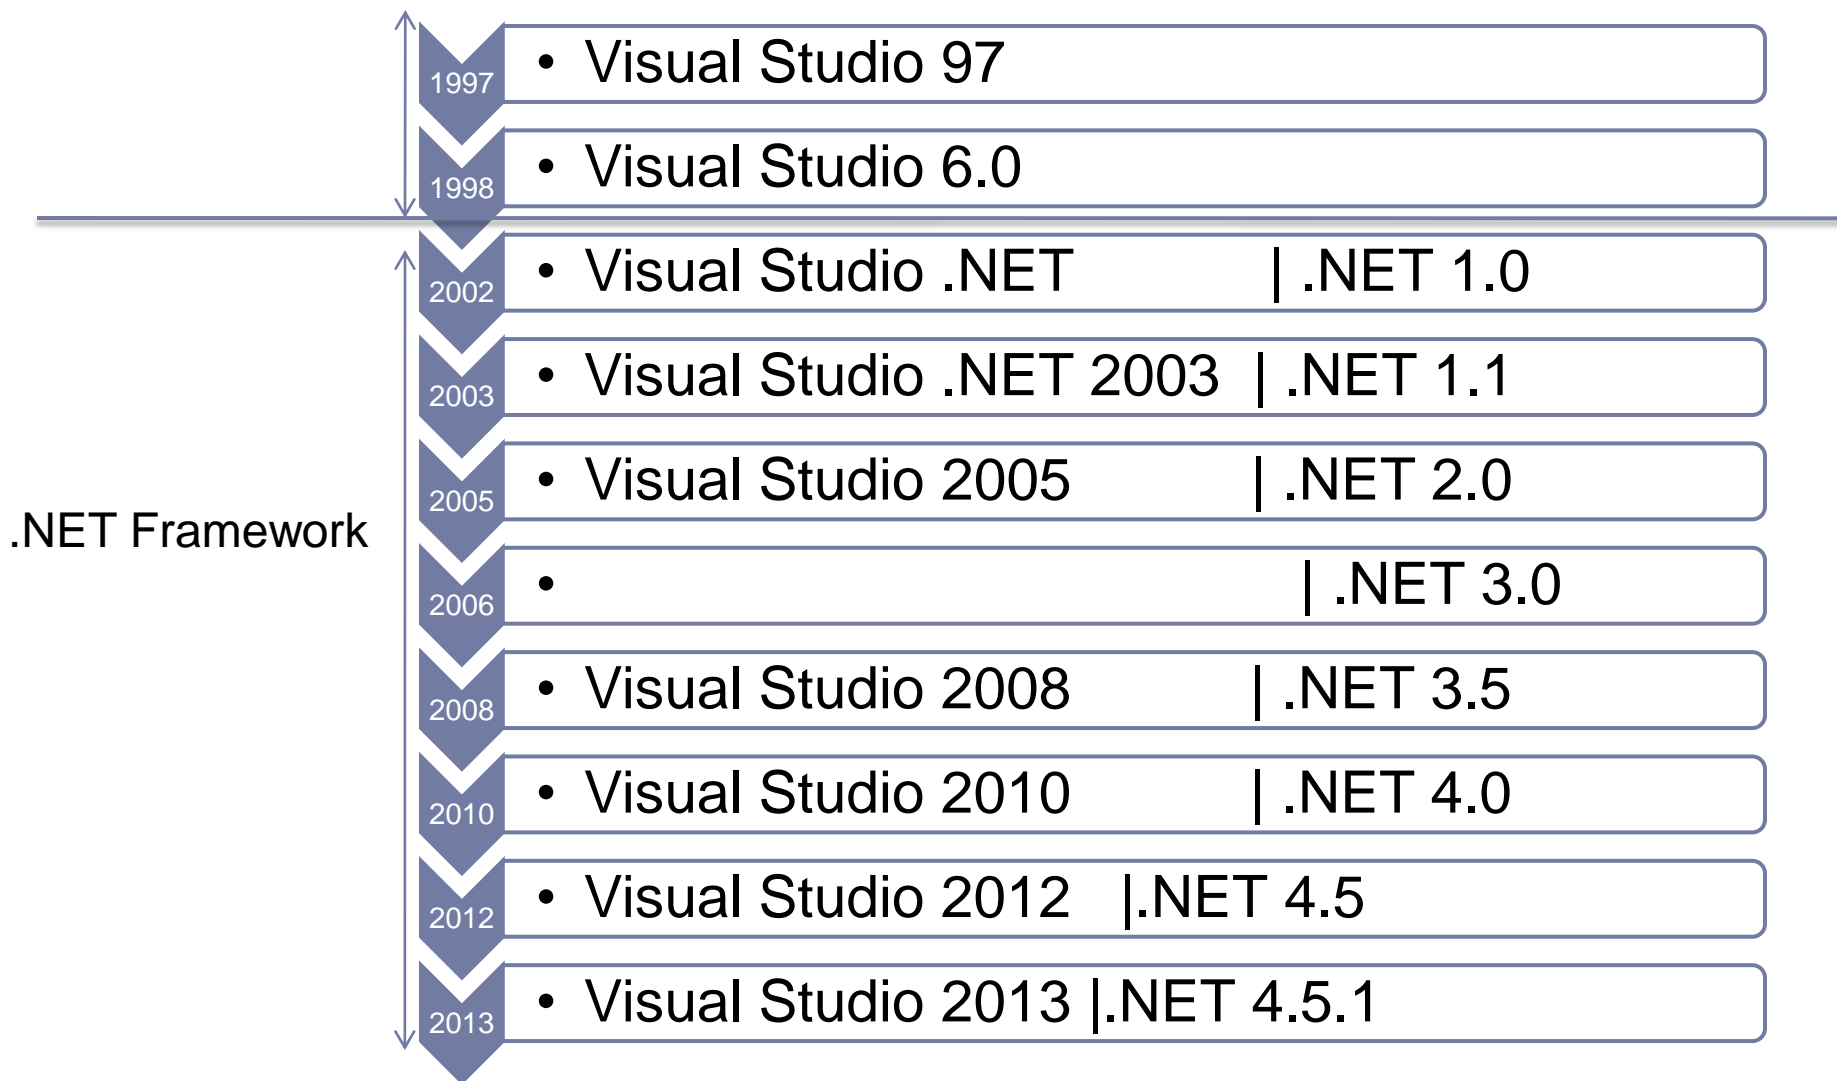 1997
• Visual Studio 97
1998
• Visual Studio 6.0
2002
• Visual Studio .NET | .NET 1.0
2003
• Visual Studio .NET 2003 | .NET 1.1
2005
• Visual Studio 2005 | .NET 2.0
.NET Framework
2006
• | .NET 3.0
2008
• Visual Studio 2008 | .NET 3.5
2010
• Visual Studio 2010 | .NET 4.0
2012
• Visual Studio 2012 |.NET 4.5
2013
• Visual Studio 2013 |.NET 4.5.1